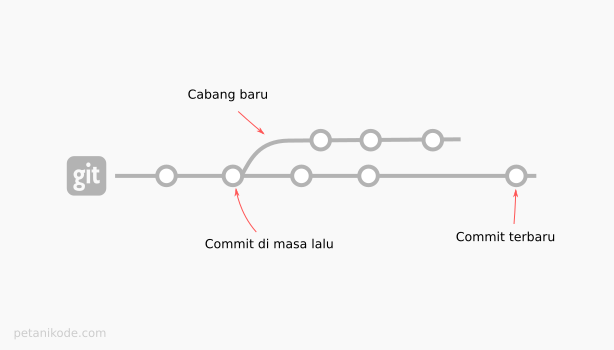 Cabang baru
git
Commit di masa lalu
Commit terbaru
petanikode.com